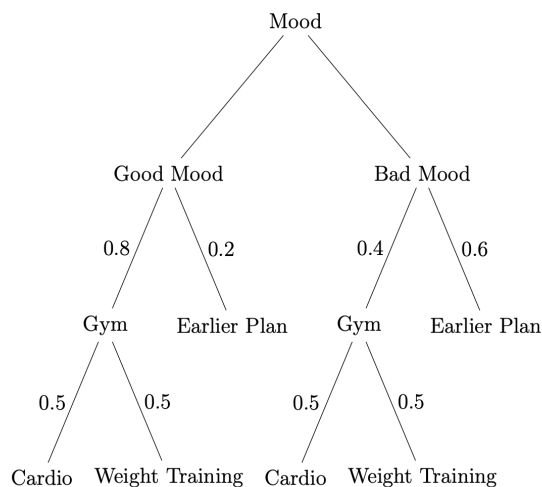 Mood
Good Mood Bad Mood
0.8 0.2 0.4 0.6
Gym Earlier Plan Gym Earlier Plan
0.5 0.5 0.5 0.5
Cardio Weight Training Cardio Weight Training